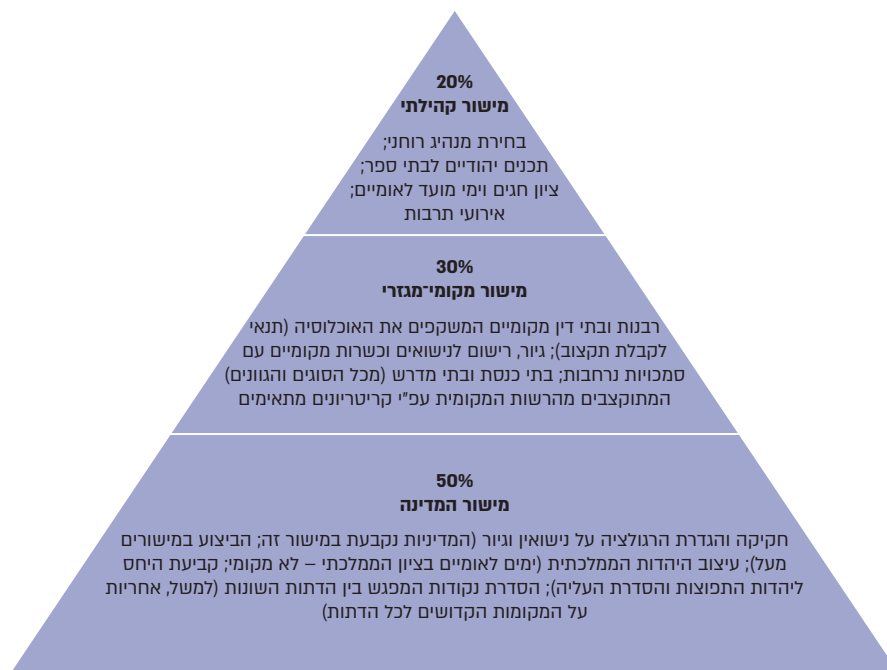 20%
מישור קהילתי
בחירת מנהיג רוחני;
תכנים יהודיים לבתי ספר;
ציון חגים וימי מועד לאומיים;
אירועי תרבות
30%
מישור מקומי־מגזרי
רבנות ובתי דין מקומיים המשקפים את האוכלוסיה (תנאי
לקבלת תקצוב); גיור, רישום לנישואים וכשרות מקומיים עם
סמכויות נרחבות; בתי כנסת ובתי מדרש (מכל הסוגים והגוונים)
המתוקצבים מהרשות המקומית עפ"י קריטריונים מתאימים
50%
מישור המדינה
חקיקה והגדרת הרגולציה על נישואין וגיור (המדיניות נקבעת במישור זה; הביצוע במישורים
מעל); עיצוב היהדות הממלכתית (ימים לאומיים בציון הממלכתי – לא מקומי; קביעת היחס
ליהדות התפוצות והסדרת העליה); הסדרת נקודות המפגש בין הדתות השונות (למשל, אחריות
על המקומות הקדושים לכל הדתות)